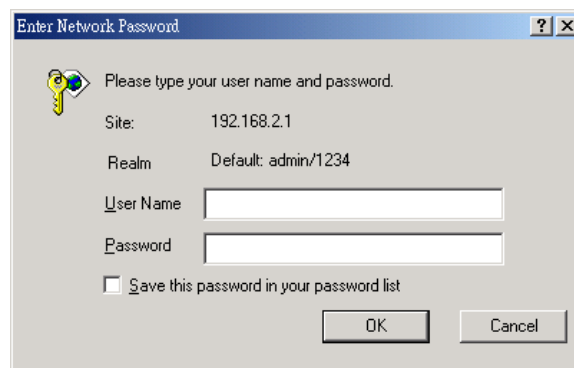 Enter Network Password
Please type your user name and password.
Site: 192.168.2.1
Realm Default: admin/1234
User Name
Password
Save this password in your password list
OK Cancel